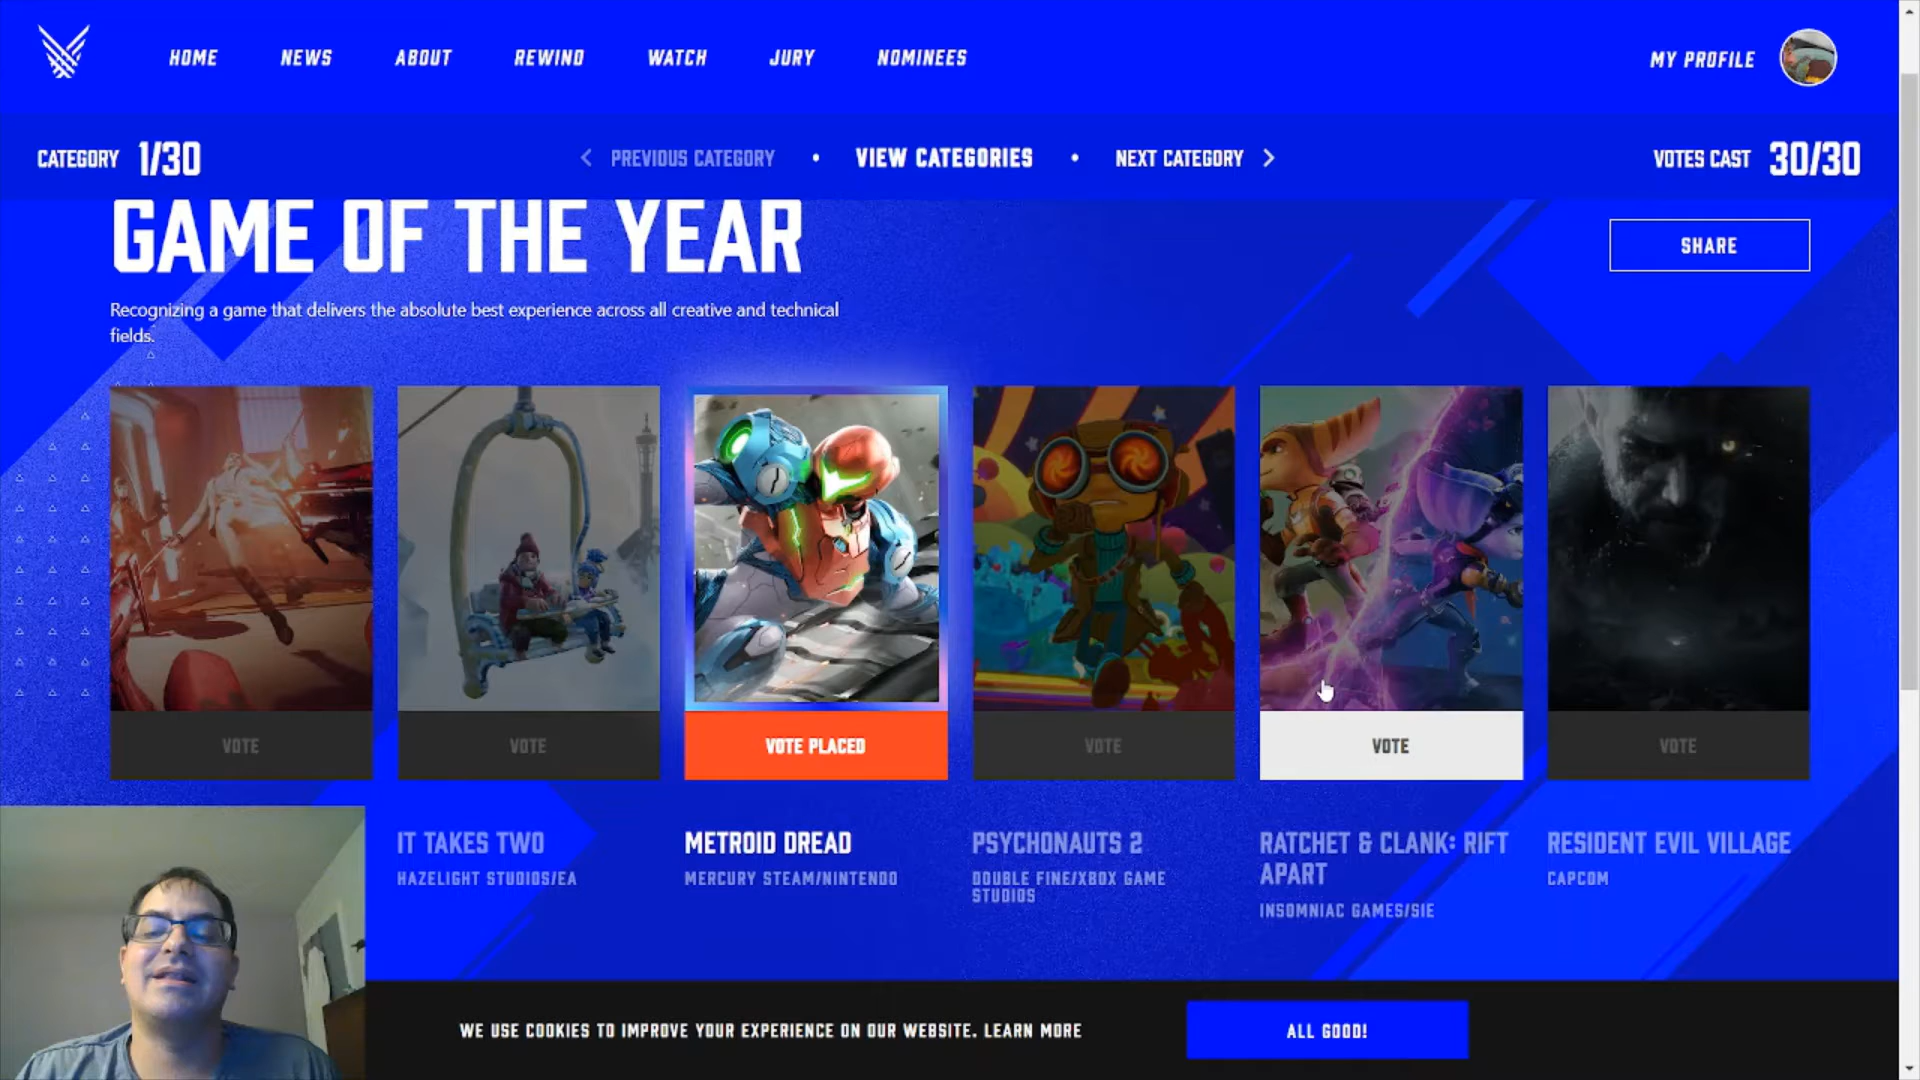 HOME NEWS ABOUT REWIND WATCH JURY NOMINEES MY PROFILE
CATEGORY 1/30 PREVIOUS CATEGORY • VIEW CATEGORIES • NEXT CATEGORY VOTES CAST 30/30
GAME OF THE YEAR
SHARE
Recognizing a game that delivers the absolute best experience across all creative and technical
fields.
VOTE VOTE VOTE PLACED VOTE VOTE VOTE
IT TAKES TWO
HAZELIGHT STUDIOS/EA
METROID DREAD
MERCURY STEAM/NINTENDO
PSYCHONAUTS 2
DOUBLE FINE/XBOX GAME
STUDIOS
RATCHET & CLANK: RIFT
APART
INSOMNIAC GAMES/SIE
RESIDENT EVIL VILLAGE
CAPCOM
WE USE COOKIES TO IMPROVE YOUR EXPERIENCE ON OUR WEBSITE. LEARN MORE
ALL GOOD!